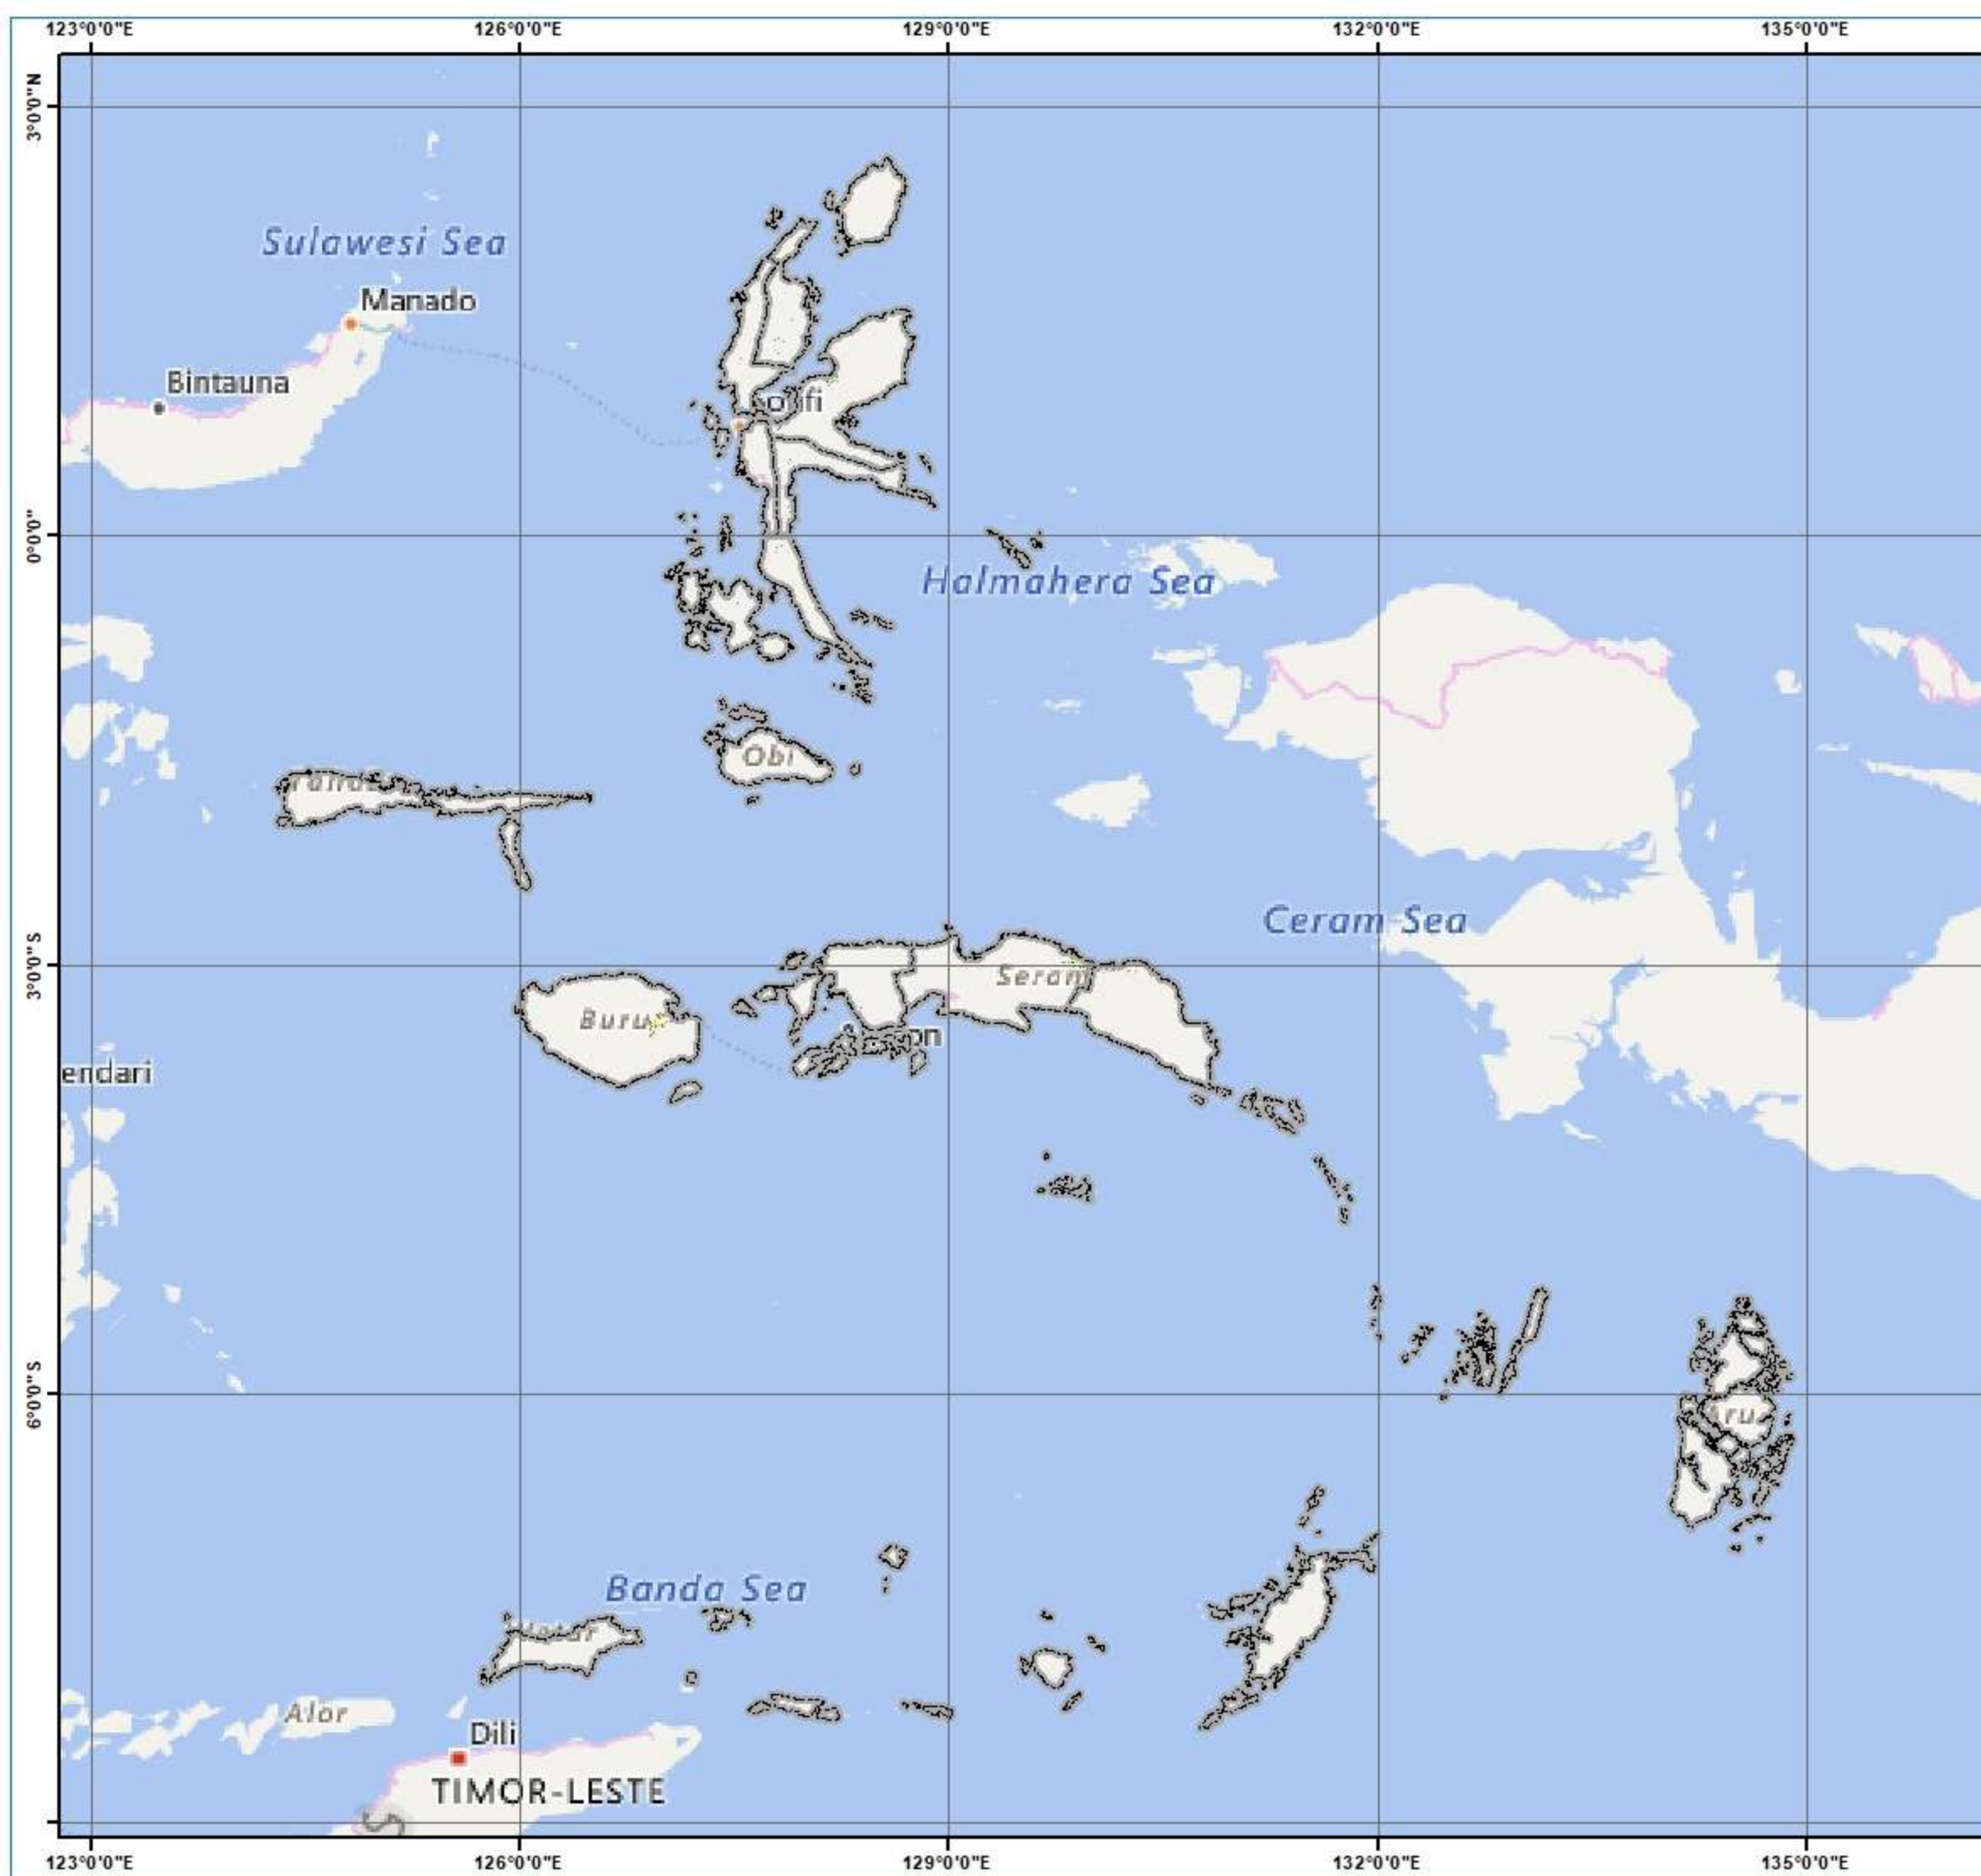 123°0'0"E 126°0'0"E 129°0'0"E 132°0'0"E 135°0'0"E
3°0'0"N
Sulawesi Sea
Manado
Bintauna
0°0'0"
Halmahera Sea
Obi
Ceram Sea
3°0'0"S
Seram
Buru
endari
6°0'0"S
Aru
Banda Sea
Alor
Dili
TIMOR-LESTE
S
123°0'0"E 126°0'0"E 129°0'0"E 132°0'0"E 135°0'0"E